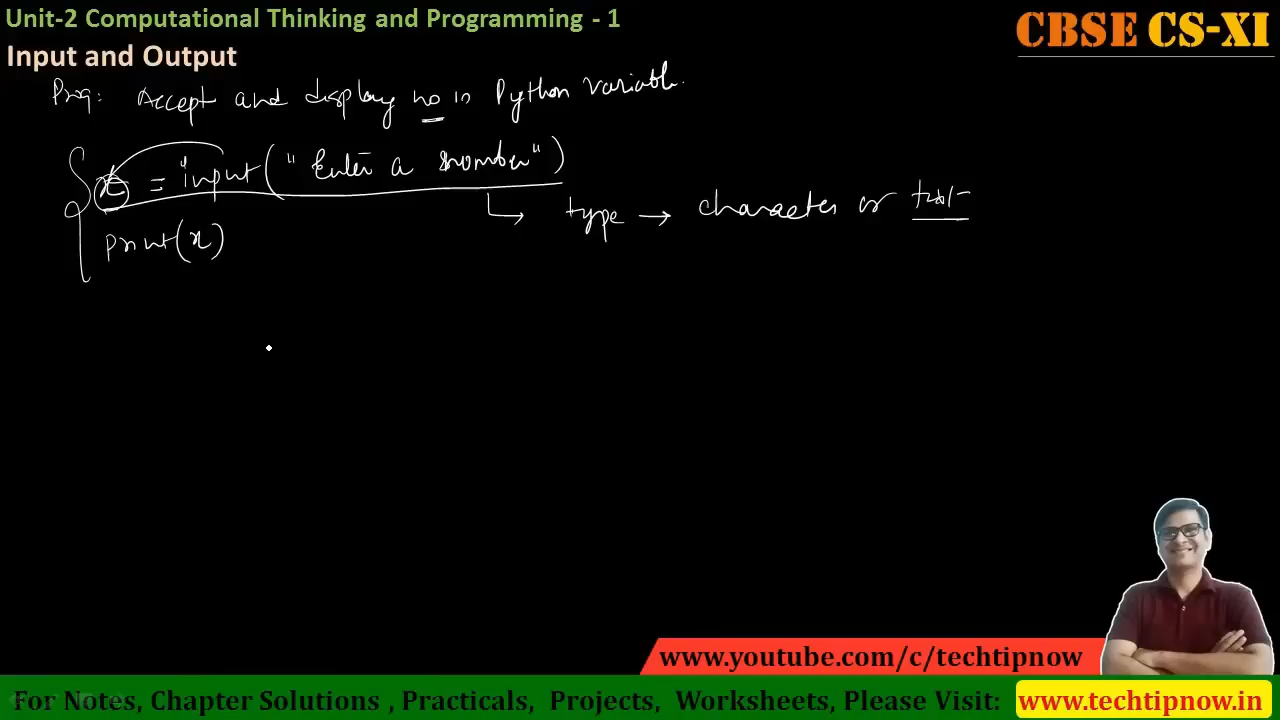 Unit-2 Computational Thinking and Programming - 1
CBSE CS-XI
Input and Output
Prog: Accept and display no in Python variable.
x = input("Enter a number")
type → character or text
print(x)
www.youtube.com/c/techtipnow
For Notes, Chapter Solutions , Practicals, Projects, Worksheets, Please Visit: www.techtipnow.in